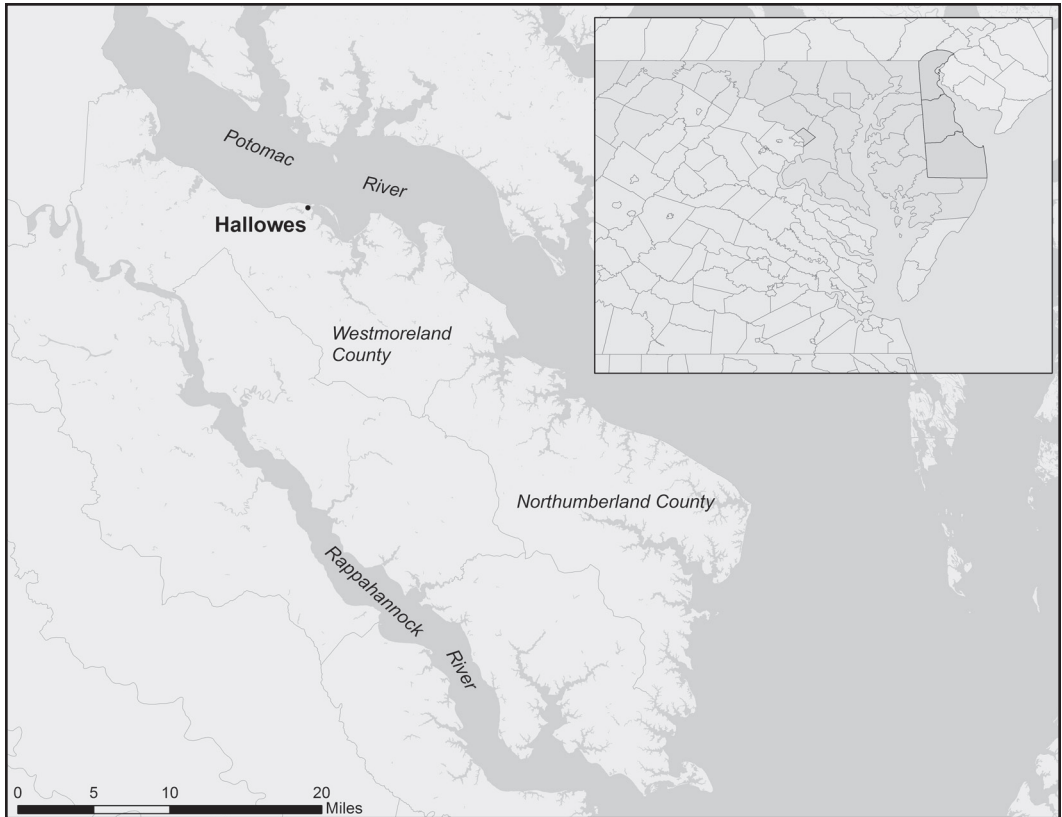 Potomac
River
Hallowes
Westmoreland
County
Northumberland County
Rappahannock
River
0 5 10 20
Miles